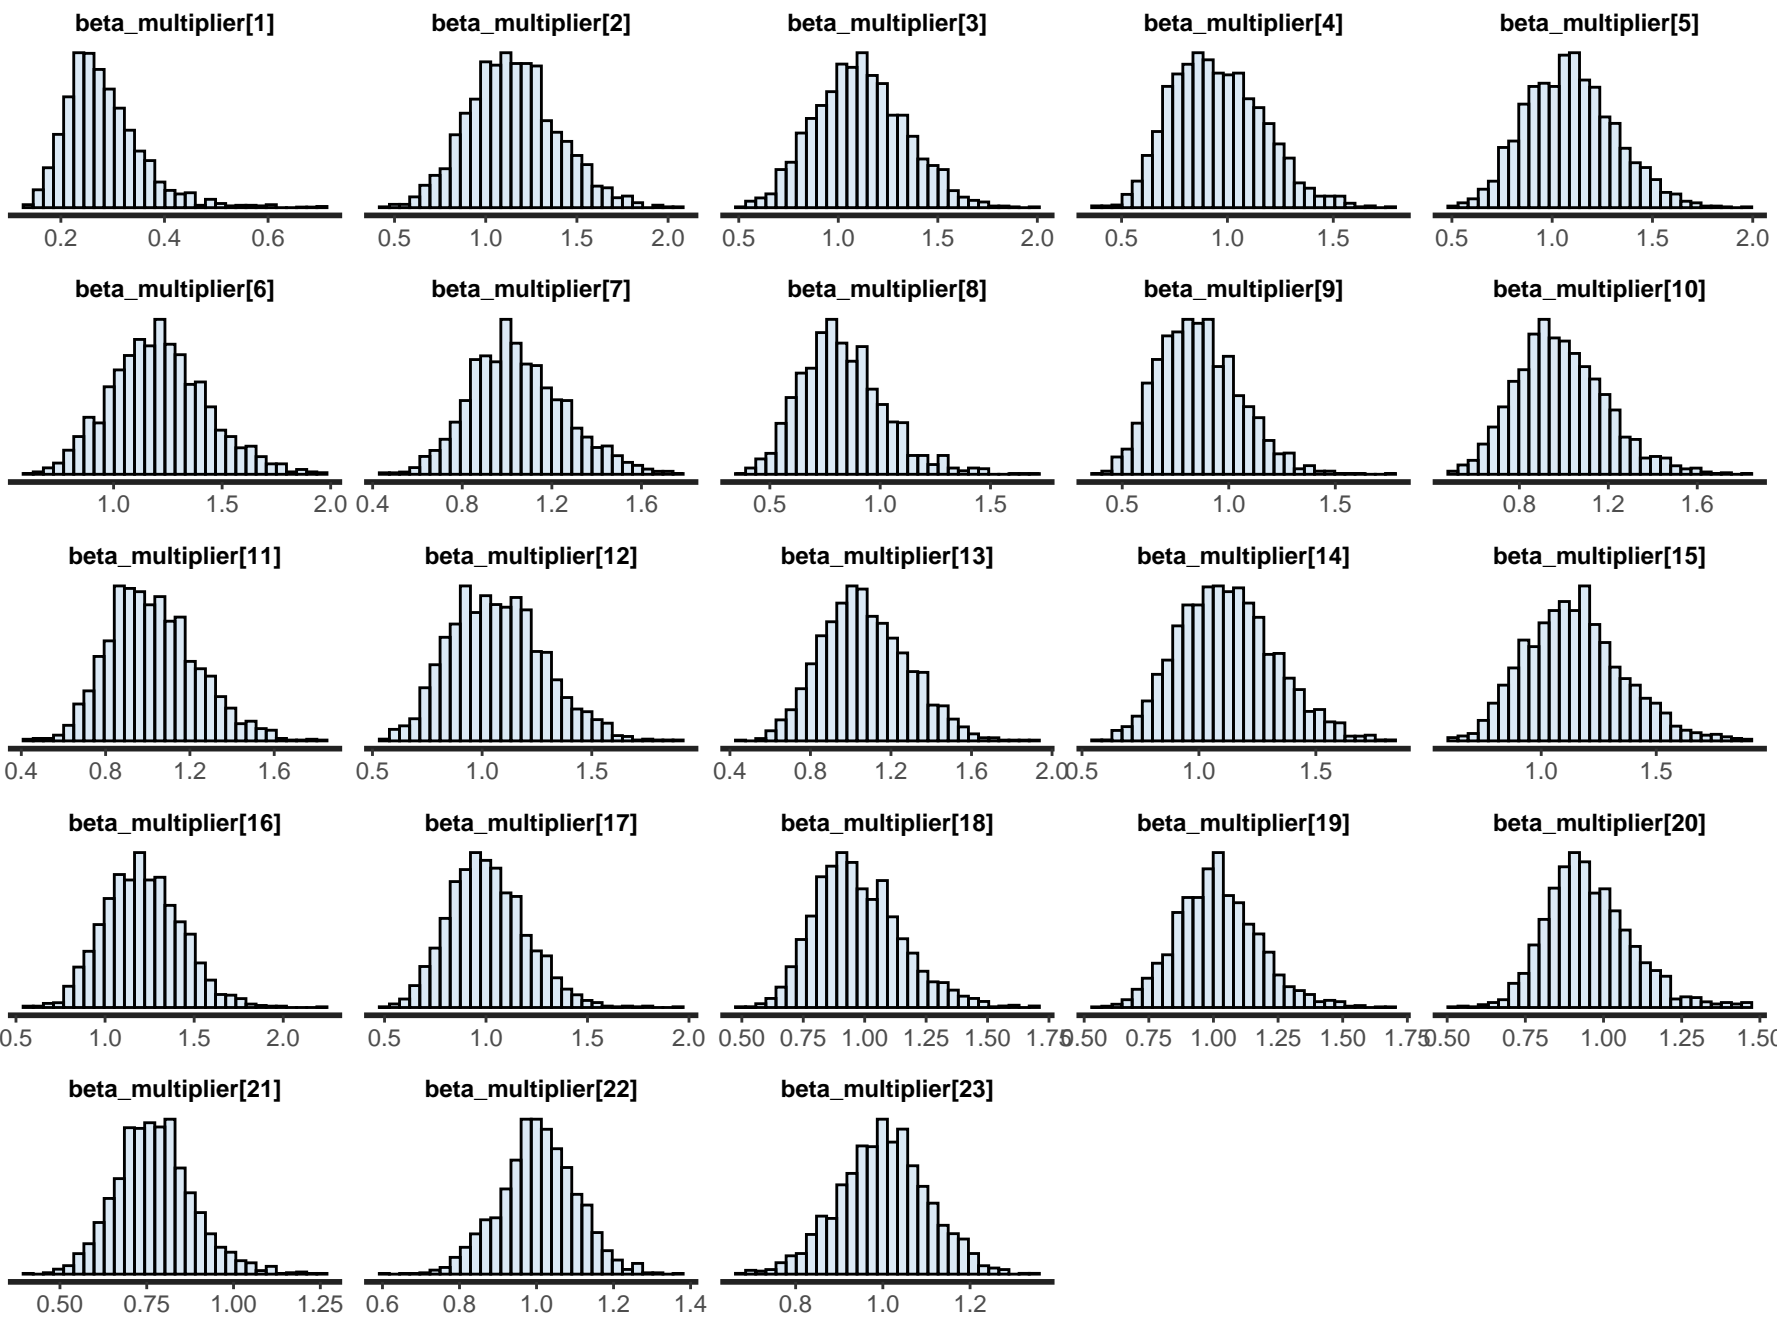 beta_multiplier[1] beta_multiplier[2] beta_multiplier[3] beta_multiplier[4] beta_multiplier[5]
0.2 0.4 0.6 0.5 1.0 1.5 2.0 0.5 1.0 1.5 2.0 0.5 1.0 1.5 0.5 1.0 1.5 2.0
beta_multiplier[6] beta_multiplier[7] beta_multiplier[8] beta_multiplier[9] beta_multiplier[10]
1.0 1.5 2.0 0.4 0.8 1.2 1.6 0.5 1.0 1.5 0.5 1.0 1.5 0.8 1.2 1.6
beta_multiplier[11] beta_multiplier[12] beta_multiplier[13] beta_multiplier[14] beta_multiplier[15]
0.4 0.8 1.2 1.6 0.5 1.0 1.5 0.4 0.8 1.2 1.6 2.0 0.50 1.0 1.5 1.0 1.5
beta_multiplier[16] beta_multiplier[17] beta_multiplier[18] beta_multiplier[19] beta_multiplier[20]
0.5 1.0 1.5 2.0 0.5 1.0 1.5 2.0 0.50 0.75 1.00 1.25 1.50 1.75 0.50 0.75 1.00 1.25 1.50 1.75 0.50 0.75 1.00 1.25 1.50
beta_multiplier[21] beta_multiplier[22] beta_multiplier[23]
0.50 0.75 1.00 1.25 0.6 0.8 1.0 1.2 1.4 0.8 1.0 1.2